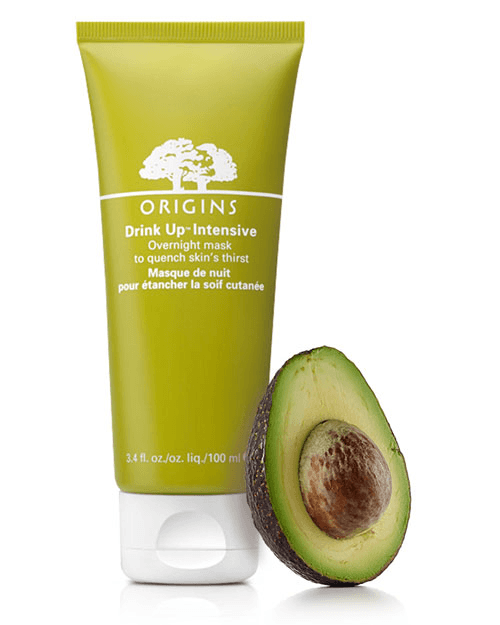 ORIGINS
Drink Up-Intensive
Overnight mask
to quench skin's thirst
Masque de nuit
pour étancher la soif cutanée
3.4 fl. oz./oz. liq./100 ml